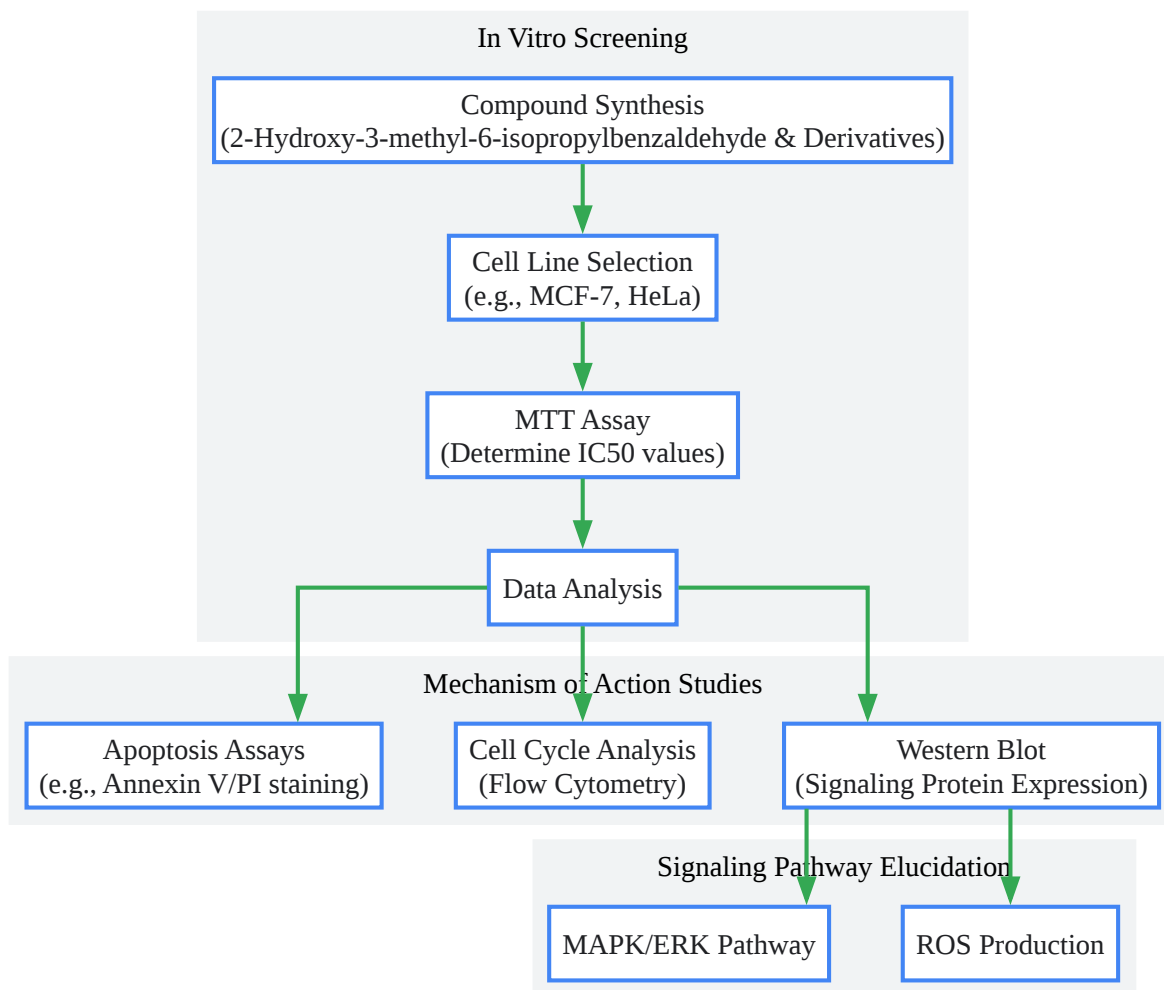 In Vitro Screening
Compound Synthesis
(2-Hydroxy-3-methyl-6-isopropylbenzaldehyde & Derivatives)
Cell Line Selection
(e.g., MCF-7, HeLa)
MTT Assay
(Determine IC50 values)
Data Analysis
Mechanism of Action Studies
Apoptosis Assays
(e.g., Annexin V/PI staining)
Cell Cycle Analysis
(Flow Cytometry)
Western Blot
(Signaling Protein Expression)
Signaling Pathway Elucidation
MAPK/ERK Pathway
ROS Production